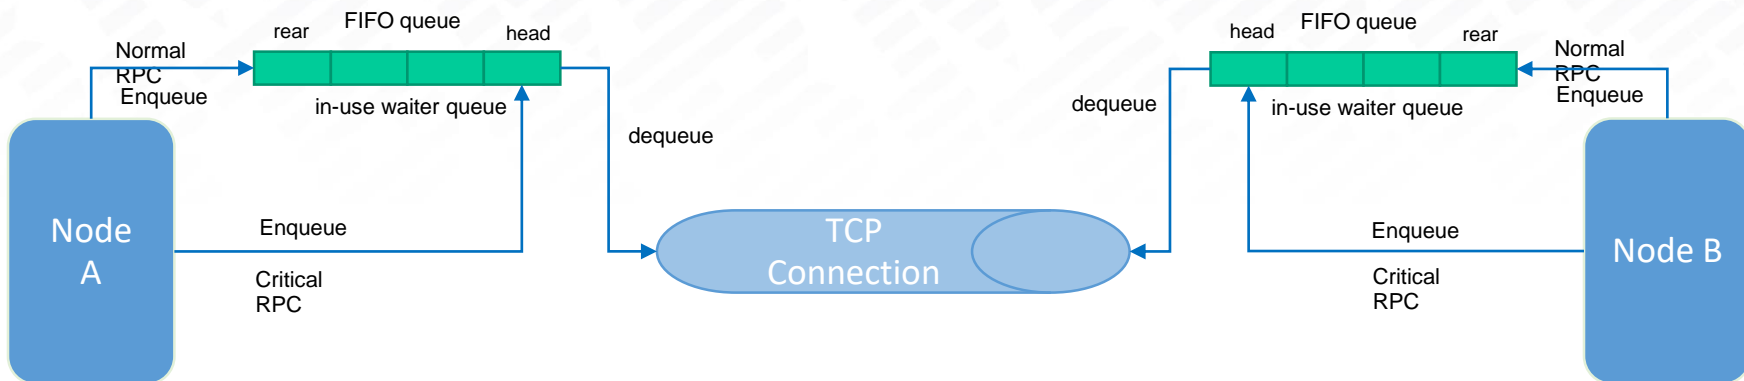 FIFO queue
rear
head
Normal
RPC
Enqueue
in-use waiter queue
dequeue
Node
A
Enqueue
Critical
RPC
TCP
Connection
FIFO queue
head
rear
Normal
RPC
Enqueue
in-use waiter queue
dequeue
Enqueue
Critical
RPC
Node B